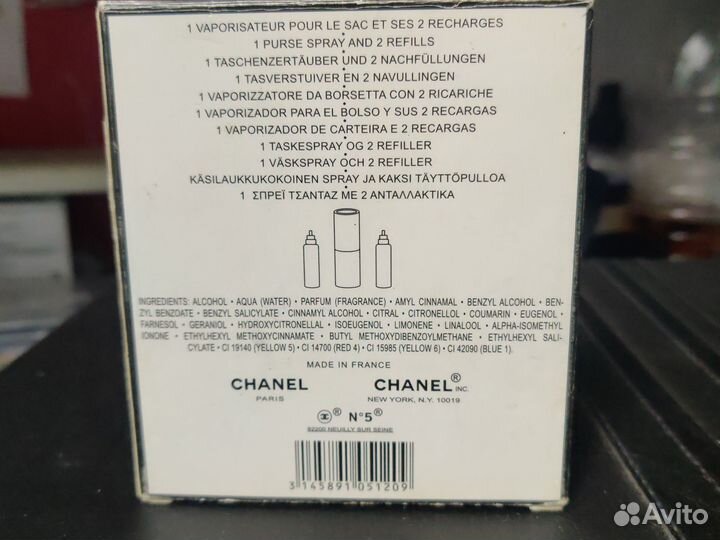 1 VAPORISATEUR POUR LE SAC ET SES 2 RECHARGES
1 PURSE SPRAY AND 2 REFILLS
1 TASCHENZERTÄUBER UND 2 NACHFÜLLUNGEN
1 TASVERSTUIVER EN 2 NAVULLINGEN
1 VAPORIZZATORE DA BORSETTA CON 2 RICARICHE
1 VAPORIZADOR PARA EL BOLSO Y SUS 2 RECARGAS
1 VAPORIZADOR DE CARTEIRA E 2 RECARGAS
1 TASKESPRAY OG 2 REFILLER
1 VÄSKSPRAY OCH 2 REFILLER
KÄSILAUKKUKOKOINEN SPRAY JA KAKSI TÄYTTÖPULLOA
1 ΣΠΡΕΪ ΤΣΑΝΤΑΖ ΜΕ 2 ΑΝΤΑΛΛΑΚΤΙΚΑ
INGREDIENTS: ALCOHOL • AQUA (WATER) • PARFUM (FRAGRANCE) • AMYL CINNAMAL • BENZYL ALCOHOL • BEN-
ZYL BENZOATE • BENZYL SALICYLATE • CINNAMYL ALCOHOL • CITRAL • CITRONELLOL • COUMARIN • EUGENOL •
FARNESOL • GERANIOL • HYDROXYCITRONELLAL • ISOEUGENOL • LIMONENE • LINALOOL • ALPHA-ISOMETHYL
IONONE • ETHYLHEXYL METHOXYCINNAMATE • BUTYL METHOXYDIBENZOYLMETHANE • ETHYLHEXYL SALI-
CYLATE • CI 19140 (YELLOW 5) • CI 14700 (RED 4) • CI 15985 (YELLOW 6) • CI 42090 (BLUE 1).
MADE IN FRANCE
CHANEL CHANEL® INC.
PARIS NEW YORK, N.Y. 10019
® N°5®
92200 NEUILLY SUR SEINE
3 145891 051209
Avito